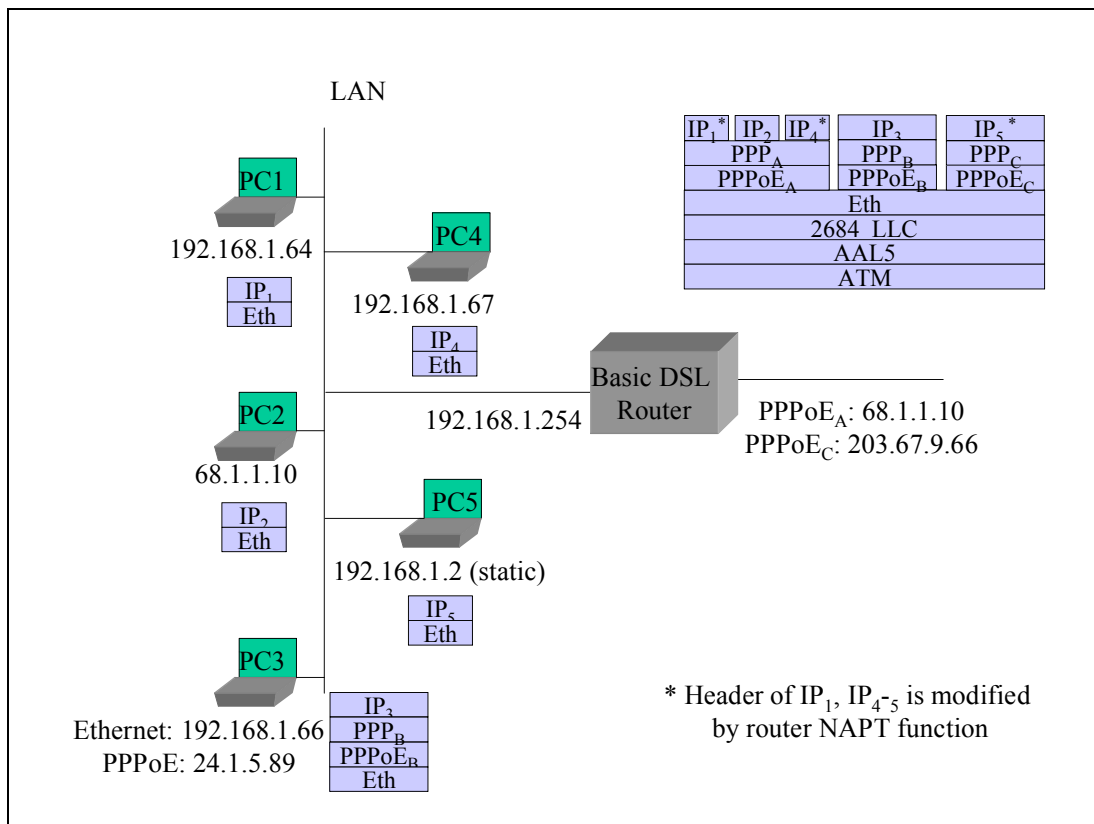 LAN
IP1* IP2 IP4* IP3 IP5*
PPPA PPPB PPPC
PPPoEA PPPoEB PPPoEC
Eth
2684 LLC
AAL5
ATM
PC1
192.168.1.64
IP1
Eth
PC4
192.168.1.67
IP4
Eth
Basic DSL
Router
192.168.1.254
PPPoEA: 68.1.1.10
PPPoEC: 203.67.9.66
PC2
68.1.1.10
IP2
Eth
PC5
192.168.1.2 (static)
IP5
Eth
PC3
Ethernet: 192.168.1.66
PPPoE: 24.1.5.89
IP3
PPPB
PPPoEB
Eth
* Header of IP1, IP4-5 is modified
by router NAPT function